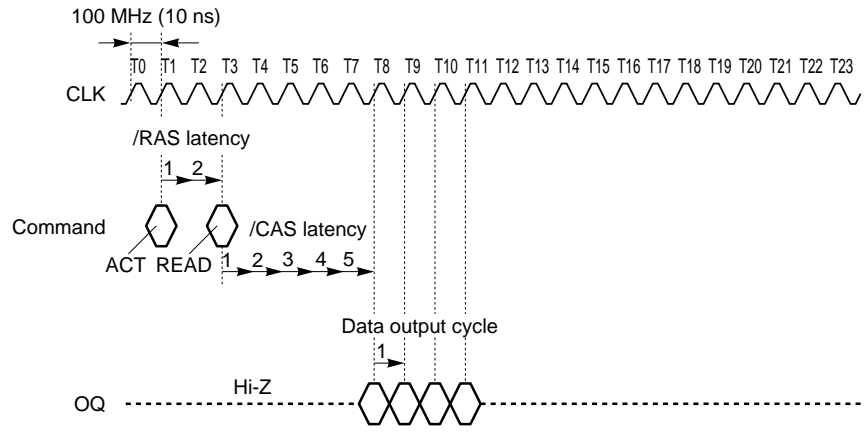 100 MHz (10 ns)
T0 T1 T2 T3 T4 T5 T6 T7 T8 T9 T10 T11 T12 T13 T14 T15 T16 T17 T18 T19 T20 T21 T22 T23
CLK
/RAS latency
1 2
Command
/CAS latency
ACT READ
1 2 3 4 5
Data output cycle
1
Hi-Z
OQ